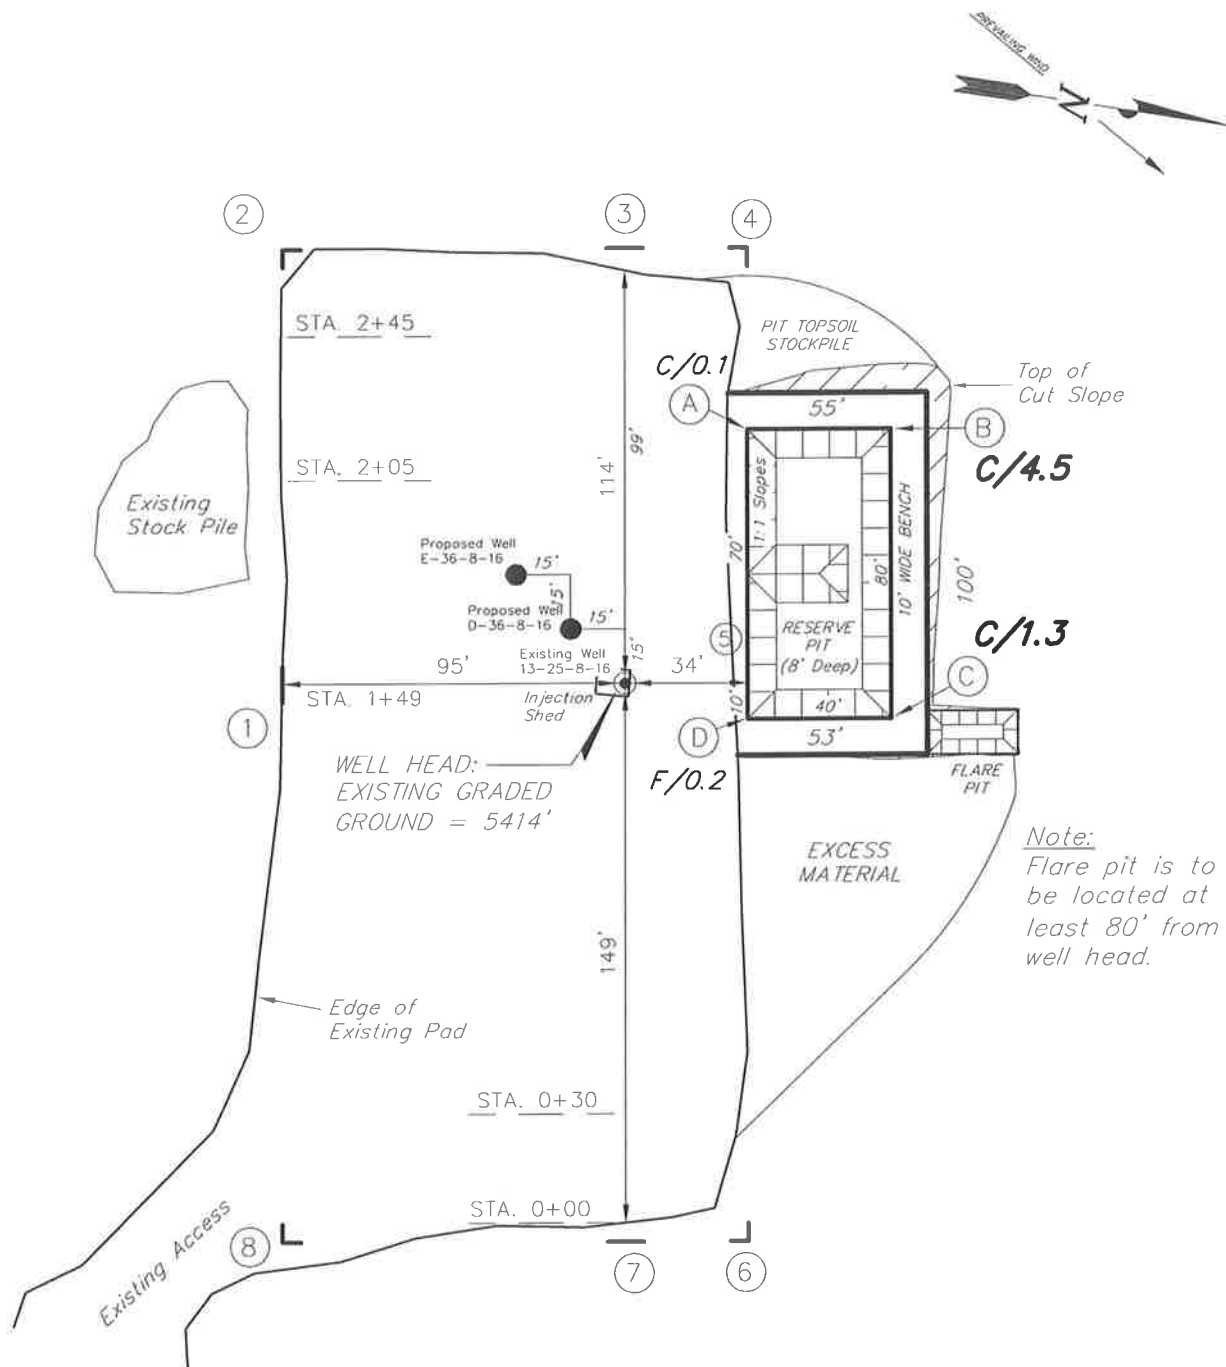 PREVAILING WIND
N
2
3
4
STA. 2+45
PIT TOPSOIL
STOCKPILE
C/0.1
Top of
Cut Slope
A
55'
B
99'
114'
C/4.5
STA. 2+05
1:1 Slopes
Existing
Stock Pile
10' WIDE BENCH
70'
80'
100'
Proposed Well
E-36-8-16
15'
15'
Proposed Well
D-36-8-16
15'
RESERVE
PIT
(8' Deep)
5
C/1.3
Existing Well
13-25-8-16
15'
95'
34'
C
STA. 1+49
Injection
Shed
10'
40'
1
D
53'
F/0.2
WELL HEAD:
EXISTING GRADED
GROUND = 5414'
FLARE
PIT
EXCESS
MATERIAL
Note:
Flare pit is to
be located at
least 80' from
well head.
149'
Edge of
Existing Pad
STA. 0+30
STA. 0+00
Existing Access
8
7
6